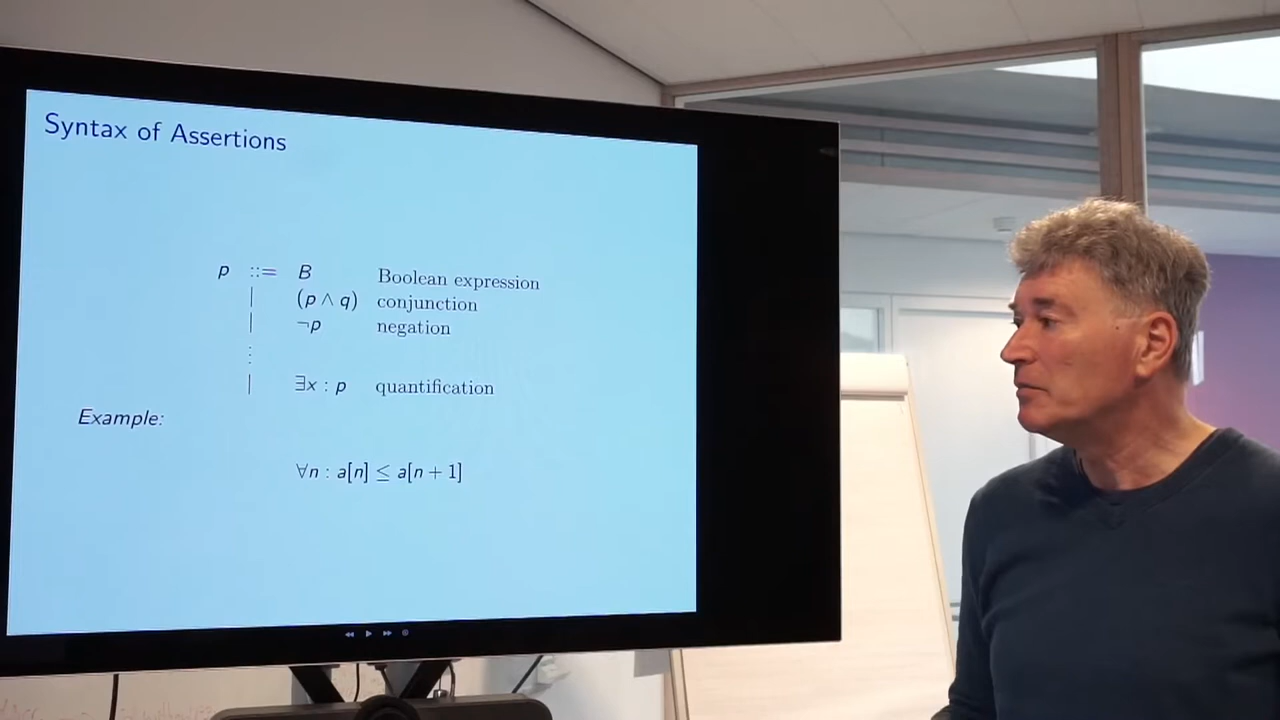 Syntax of Assertions
p ::= B Boolean expression
| (p ∧ q) conjunction
| ¬p negation
⋮
| ∃x : p quantification
Example:
∀n : a[n] ≤ a[n + 1]